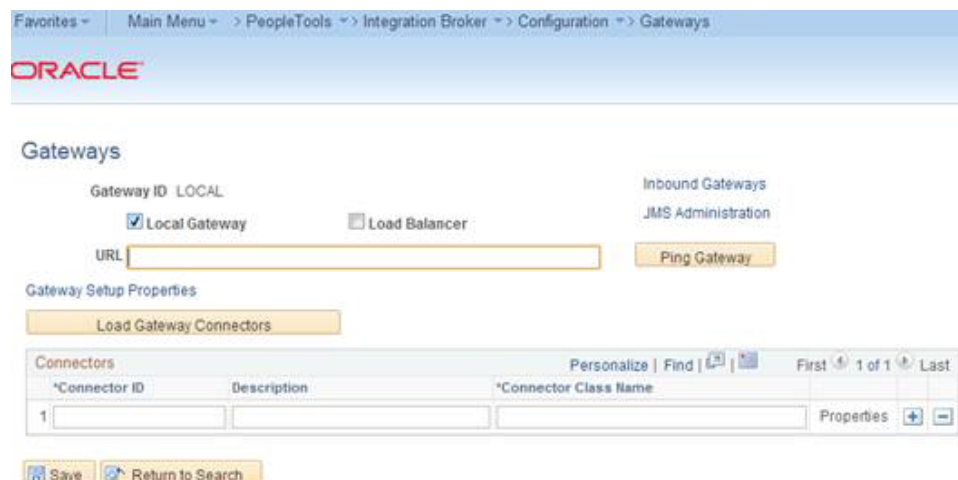 Favorites Main Menu > PeopleTools > Integration Broker > Configuration > Gateways
ORACLE
Gateways
Gateway ID LOCAL
Inbound Gateways
Local Gateway Load Balancer
JMS Administration
URL
Ping Gateway
Gateway Setup Properties
Load Gateway Connectors
Connectors Personalize | Find | | First 1 of 1 Last
*Connector ID Description *Connector Class Name
1 Properties
Save Return to Search